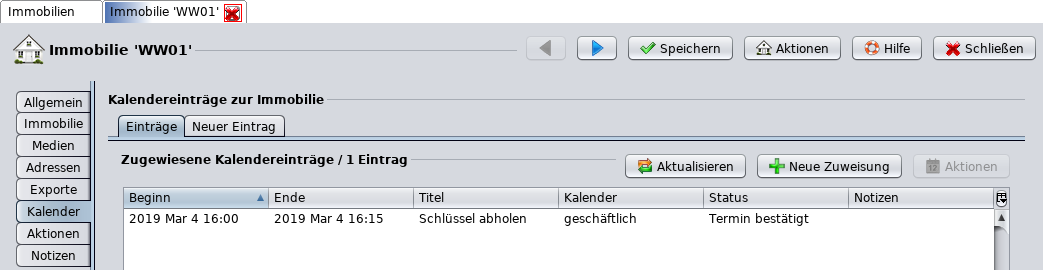 Immobilien Immobilie 'WW01'
Immobilie 'WW01' Speichern Aktionen Hilfe Schließen
Allgemein
Immobilie
Medien
Adressen
Exporte
Kalender
Aktionen
Notizen
Kalendereinträge zur Immobilie
Einträge Neuer Eintrag
Zugewiesene Kalendereinträge / 1 Eintrag Aktualisieren Neue Zuweisung 12 Aktionen
Beginn Ende Titel Kalender Status Notizen
2019 Mar 4 16:00 2019 Mar 4 16:15 Schlüssel abholen geschäftlich Termin bestätigt